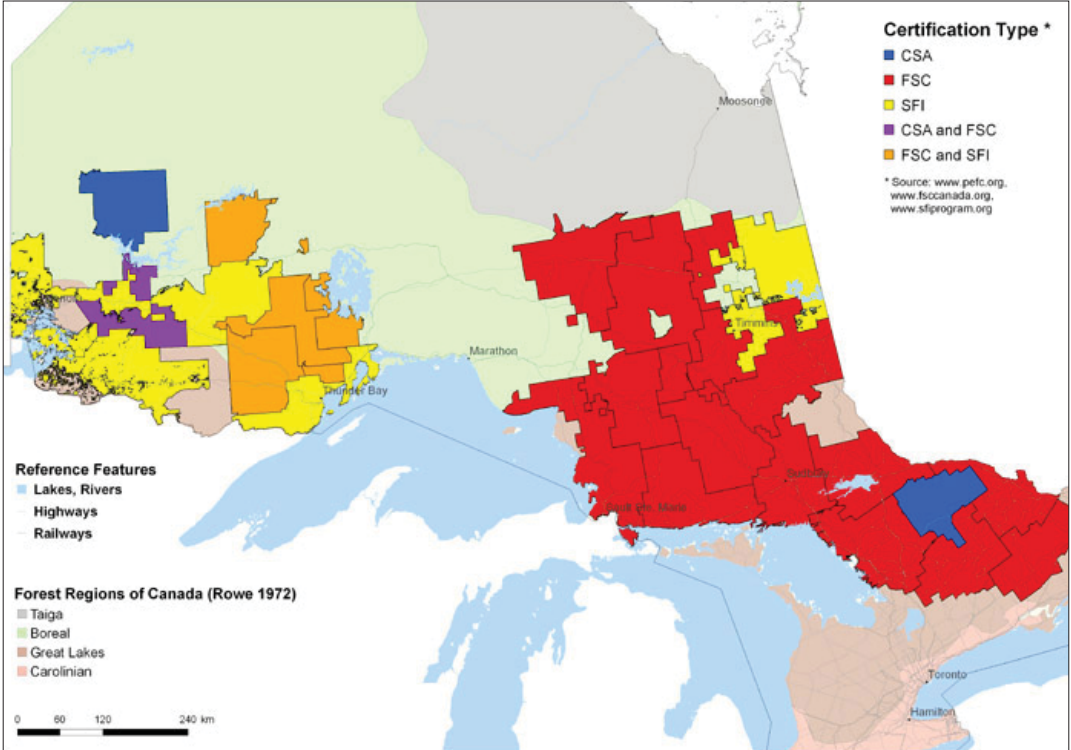 Certification Type *
CSA
FSC
SFI
CSA and FSC
FSC and SFI
* Source: www.pefc.org,
www.fsccanada.org,
www.sfiprogram.org
Moosonee
Timmins
Marathon
Thunder Bay
Sudbury
Sault Ste. Marie
Toronto
Hamilton
Reference Features
Lakes, Rivers
Highways
Railways
Forest Regions of Canada (Rowe 1972)
Taiga
Boreal
Great Lakes
Carolinian
0 60 120 240 km